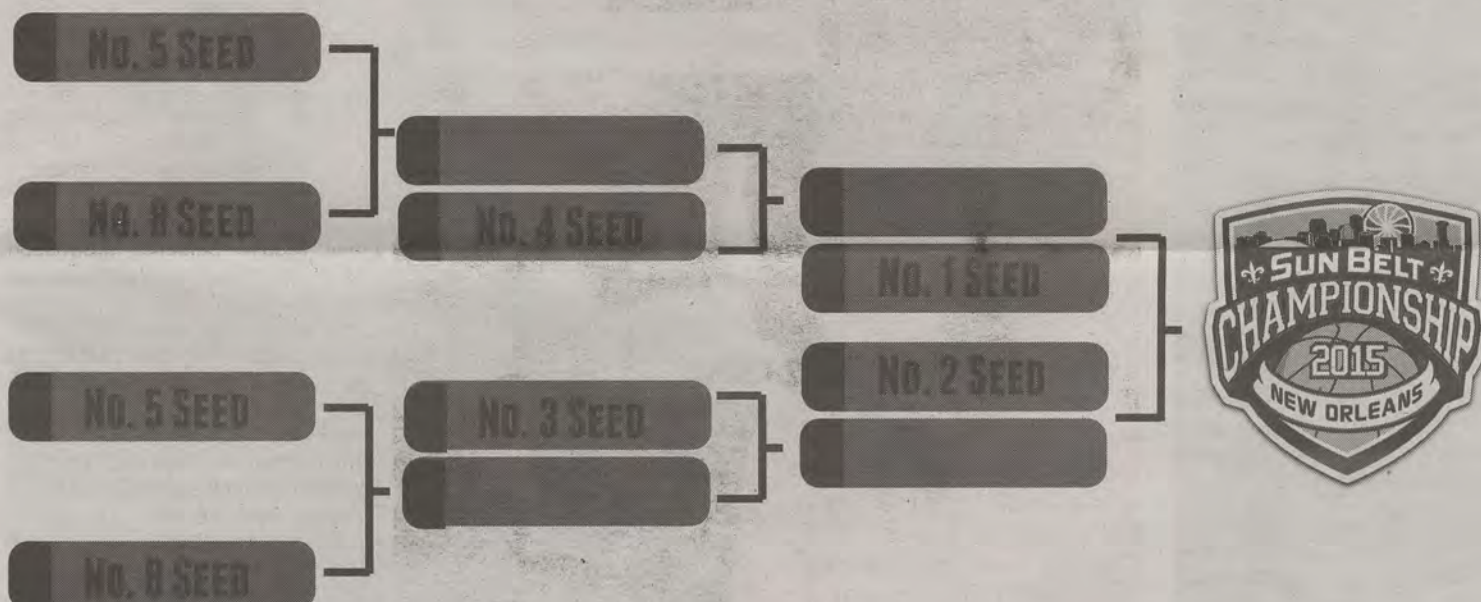 No. 5 Seed
No. 8 Seed
No. 4 Seed
No. 1 Seed
No. 5 Seed
No. 3 Seed
No. 2 Seed
No. 8 Seed
SUN BELT
CHAMPIONSHIP
2015
NEW ORLEANS